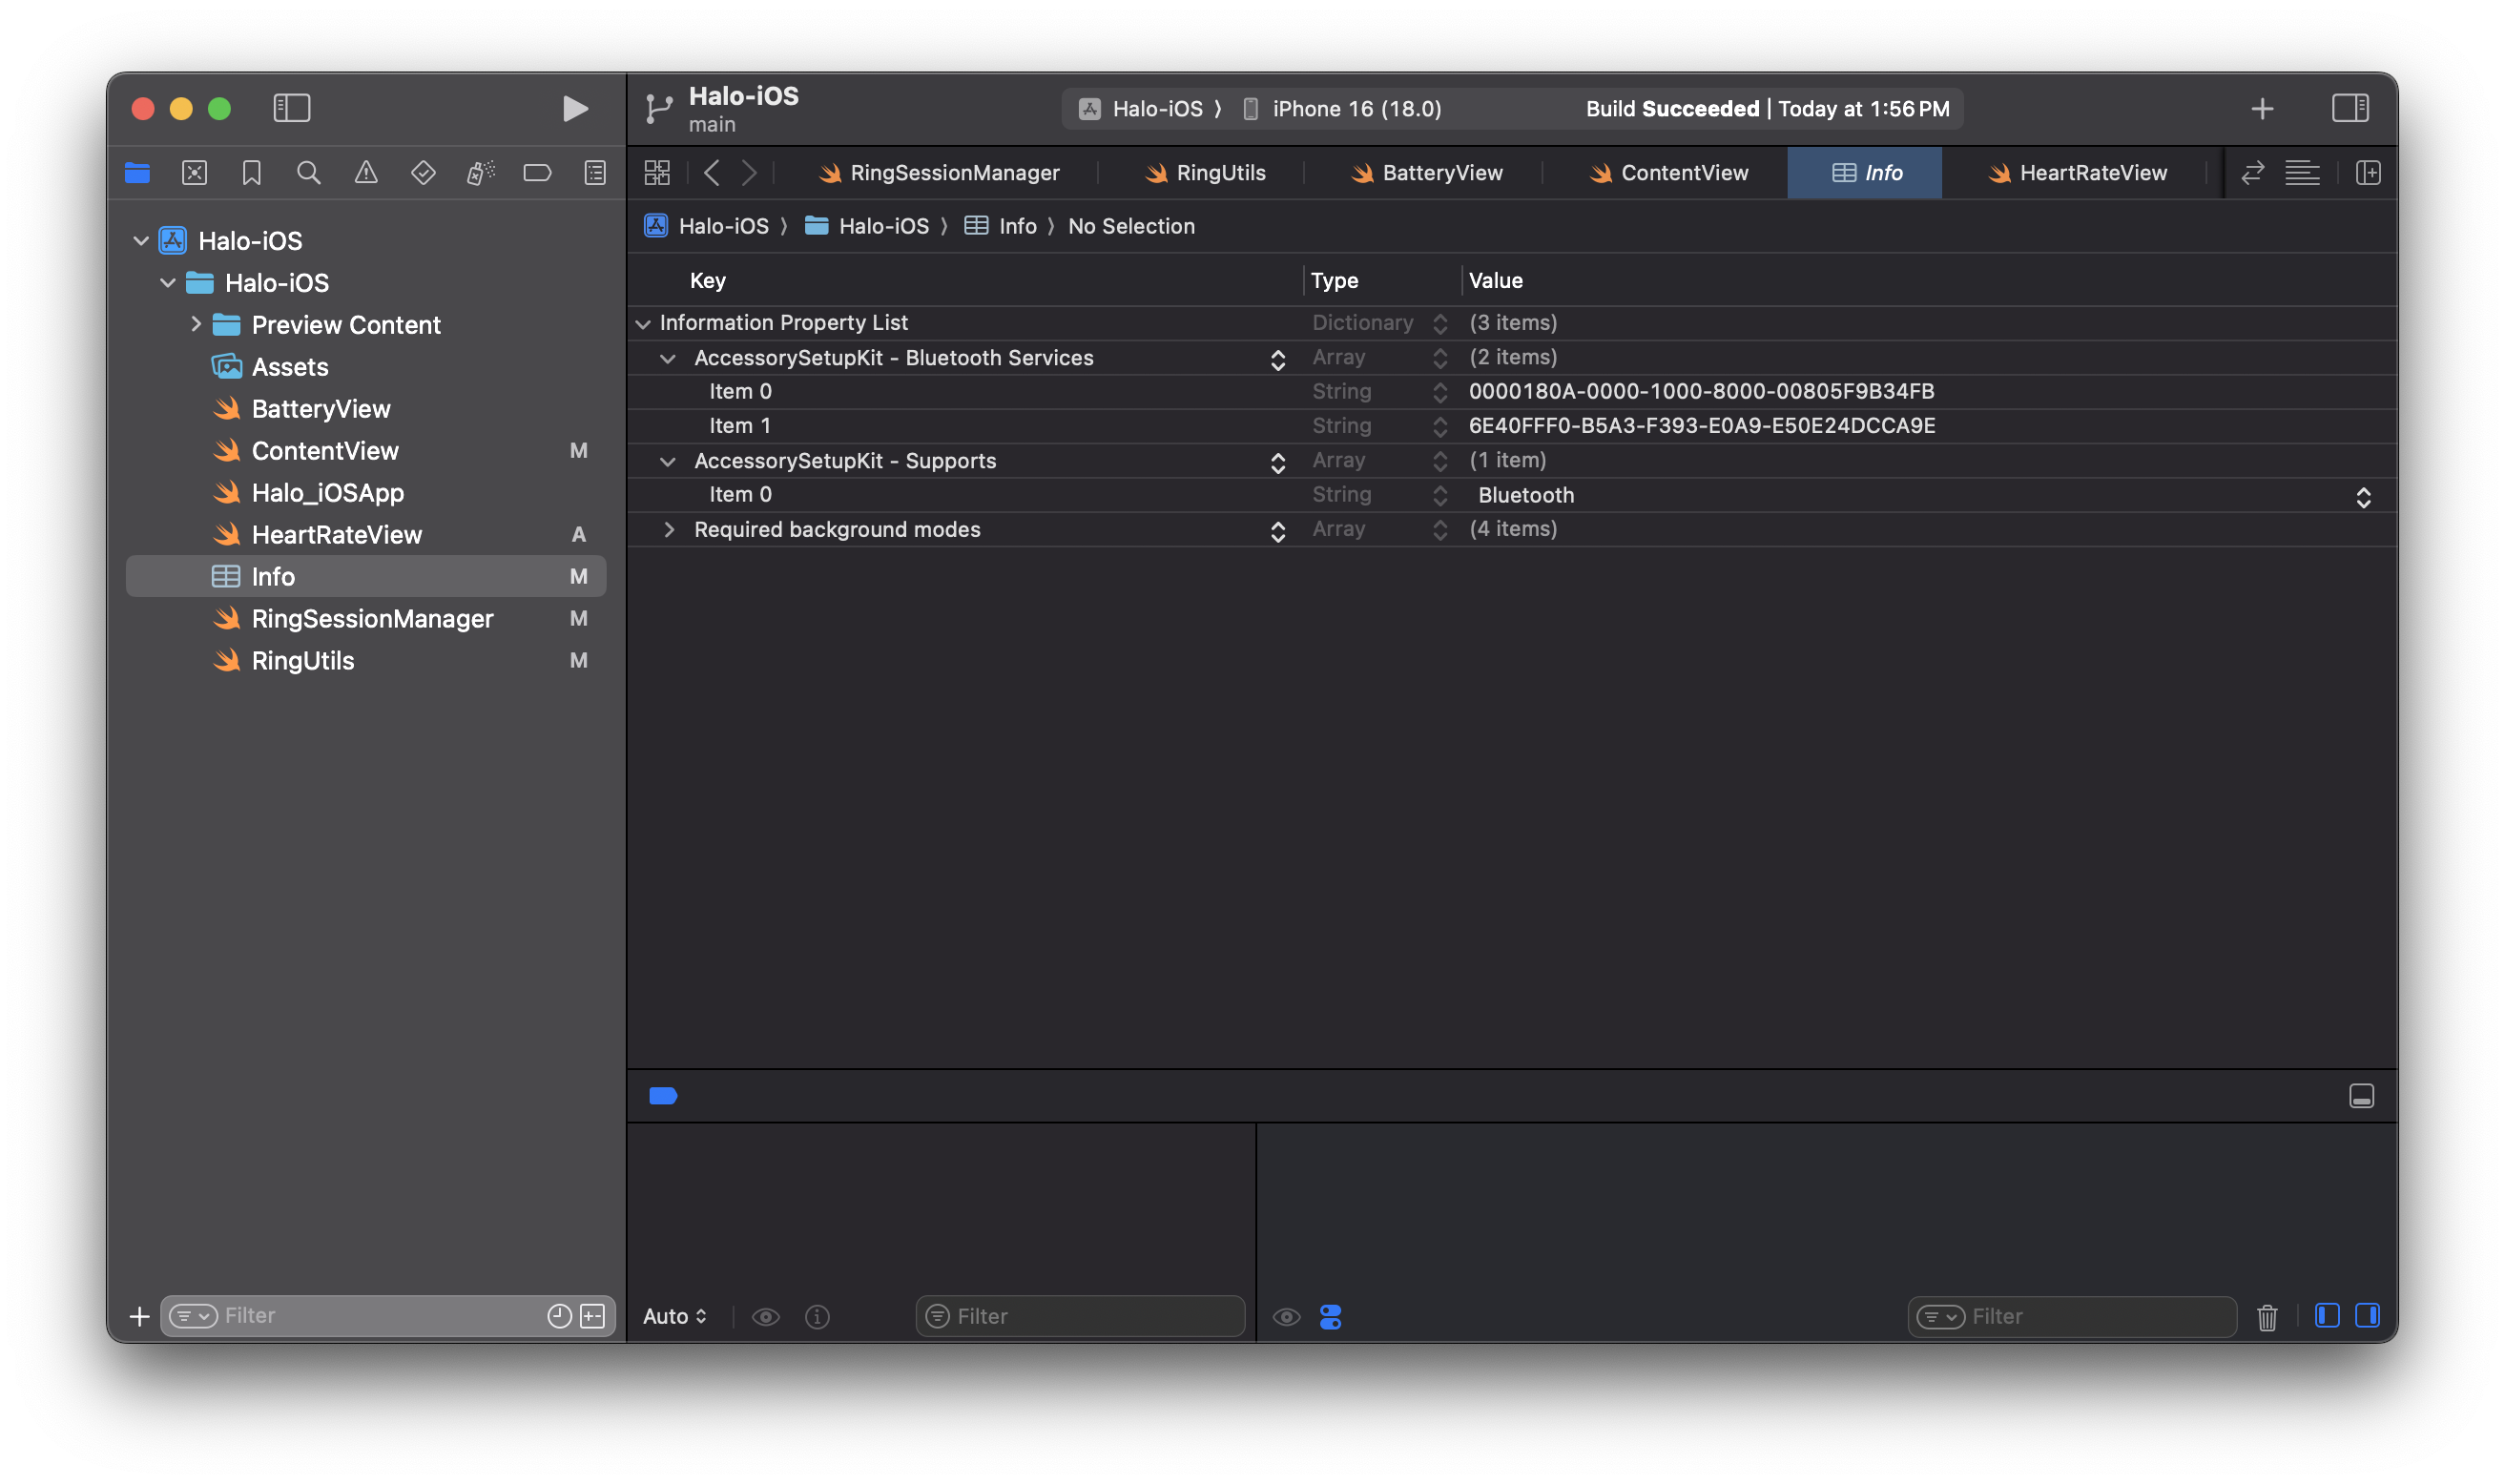 Halo-iOS
main
Halo-iOS ⟩ iPhone 16 (18.0)
Build Succeeded | Today at 1:56 PM
RingSessionManager
RingUtils
BatteryView
ContentView
Info
HeartRateView
Halo-iOS ⟩ Halo-iOS ⟩ Info ⟩ No Selection
Halo-iOS
Halo-iOS
Preview Content
Assets
BatteryView
ContentView M
Halo_iOSApp
HeartRateView A
Info M
RingSessionManager M
RingUtils M
Filter
Key Type Value
Information Property List Dictionary (3 items)
AccessorySetupKit - Bluetooth Services Array (2 items)
Item 0 String 0000180A-0000-1000-8000-00805F9B34FB
Item 1 String 6E40FFF0-B5A3-F393-E0A9-E50E24DCCA9E
AccessorySetupKit - Supports Array (1 item)
Item 0 String Bluetooth
Required background modes Array (4 items)
Auto
Filter
Filter